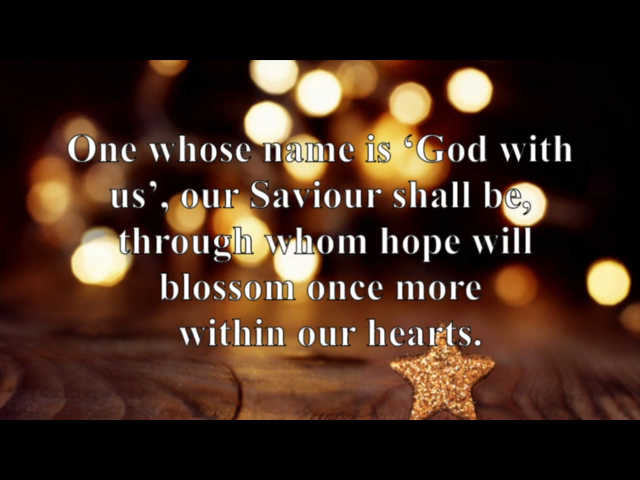 One whose name is ‘God with
us’, our Saviour shall be,
through whom hope will
blossom once more
within our hearts.